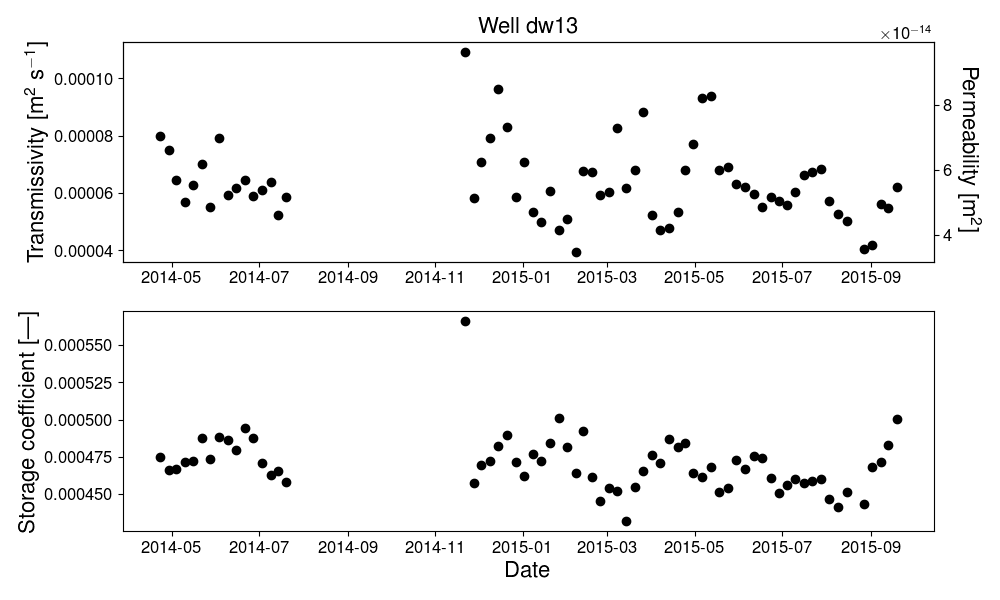 Well dw13
×10⁻¹⁴
Transmissivity [m² s⁻¹]
0.00010
0.00008
0.00006
0.00004
8
6
4
Permeability [m²]
2014-05 2014-07 2014-09 2014-11 2015-01 2015-03 2015-05 2015-07 2015-09
Storage coefficient [—]
0.000550
0.000525
0.000500
0.000475
0.000450
2014-05 2014-07 2014-09 2014-11 2015-01 2015-03 2015-05 2015-07 2015-09
Date